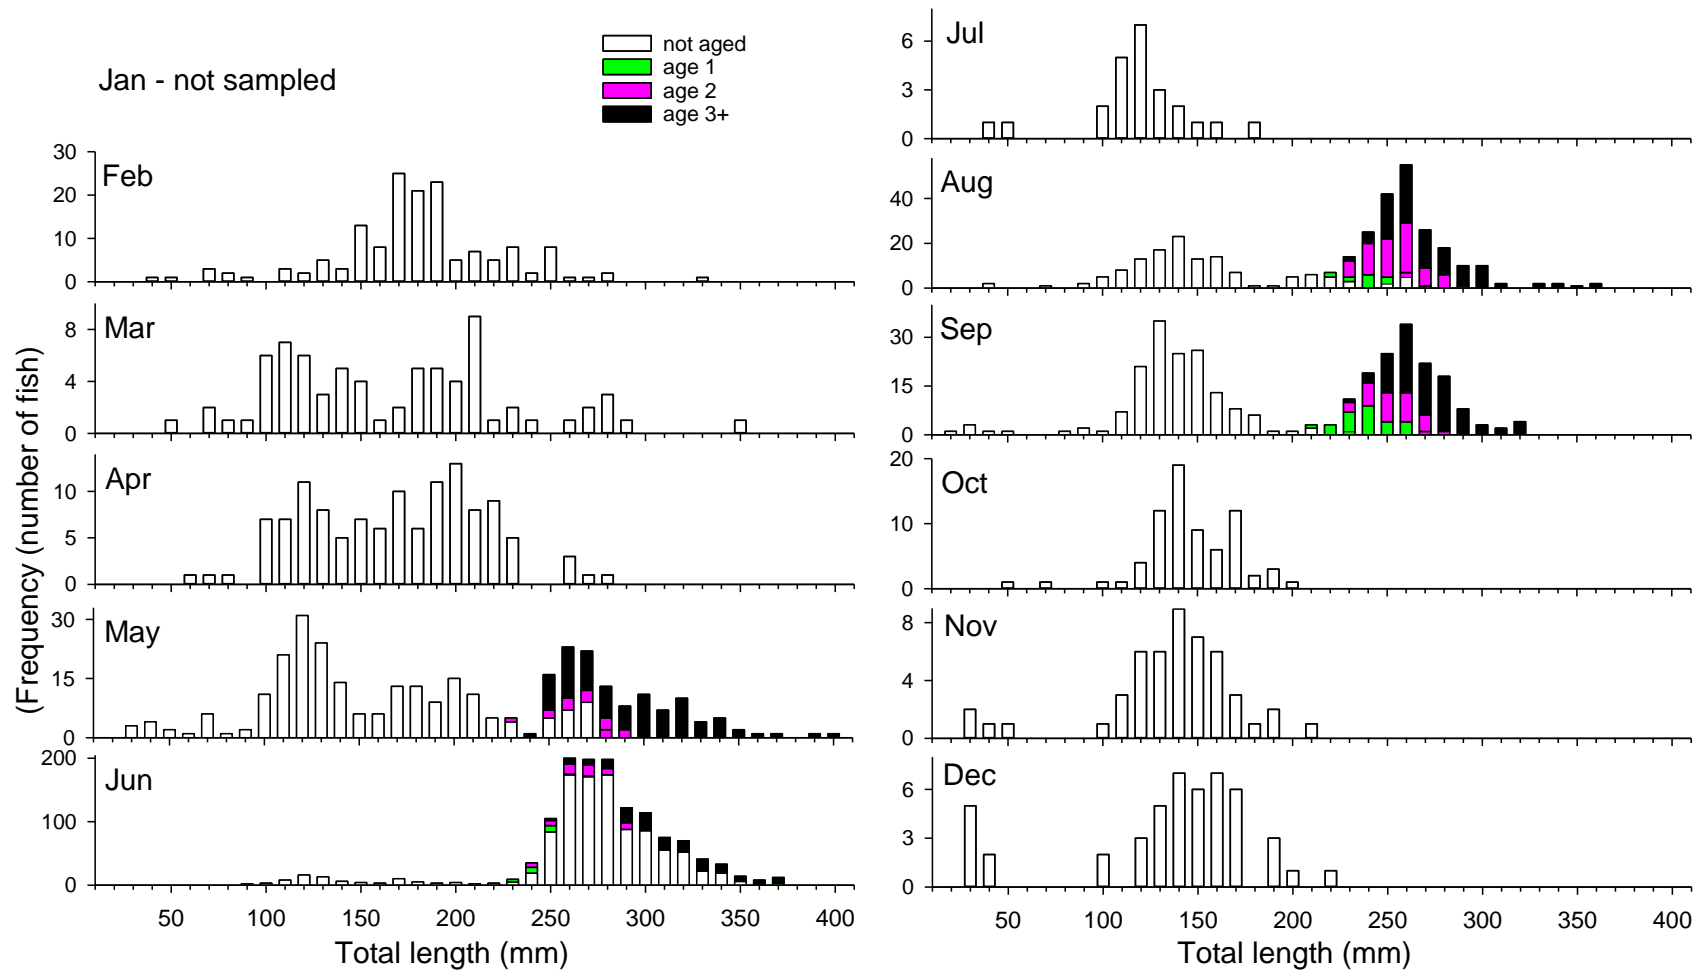 Jan - not sampled
not aged
age 1
age 2
age 3+
(Frequency (number of fish)
Feb
30
20
10
0
Mar
8
4
0
Apr
10
5
0
May
30
15
0
Jun
200
100
0
50 100 150 200 250 300 350 400
Total length (mm)
Jul
6
3
0
Aug
40
20
0
Sep
30
15
0
Oct
20
10
0
Nov
8
4
0
Dec
6
3
0
50 100 150 200 250 300 350 400
Total length (mm)